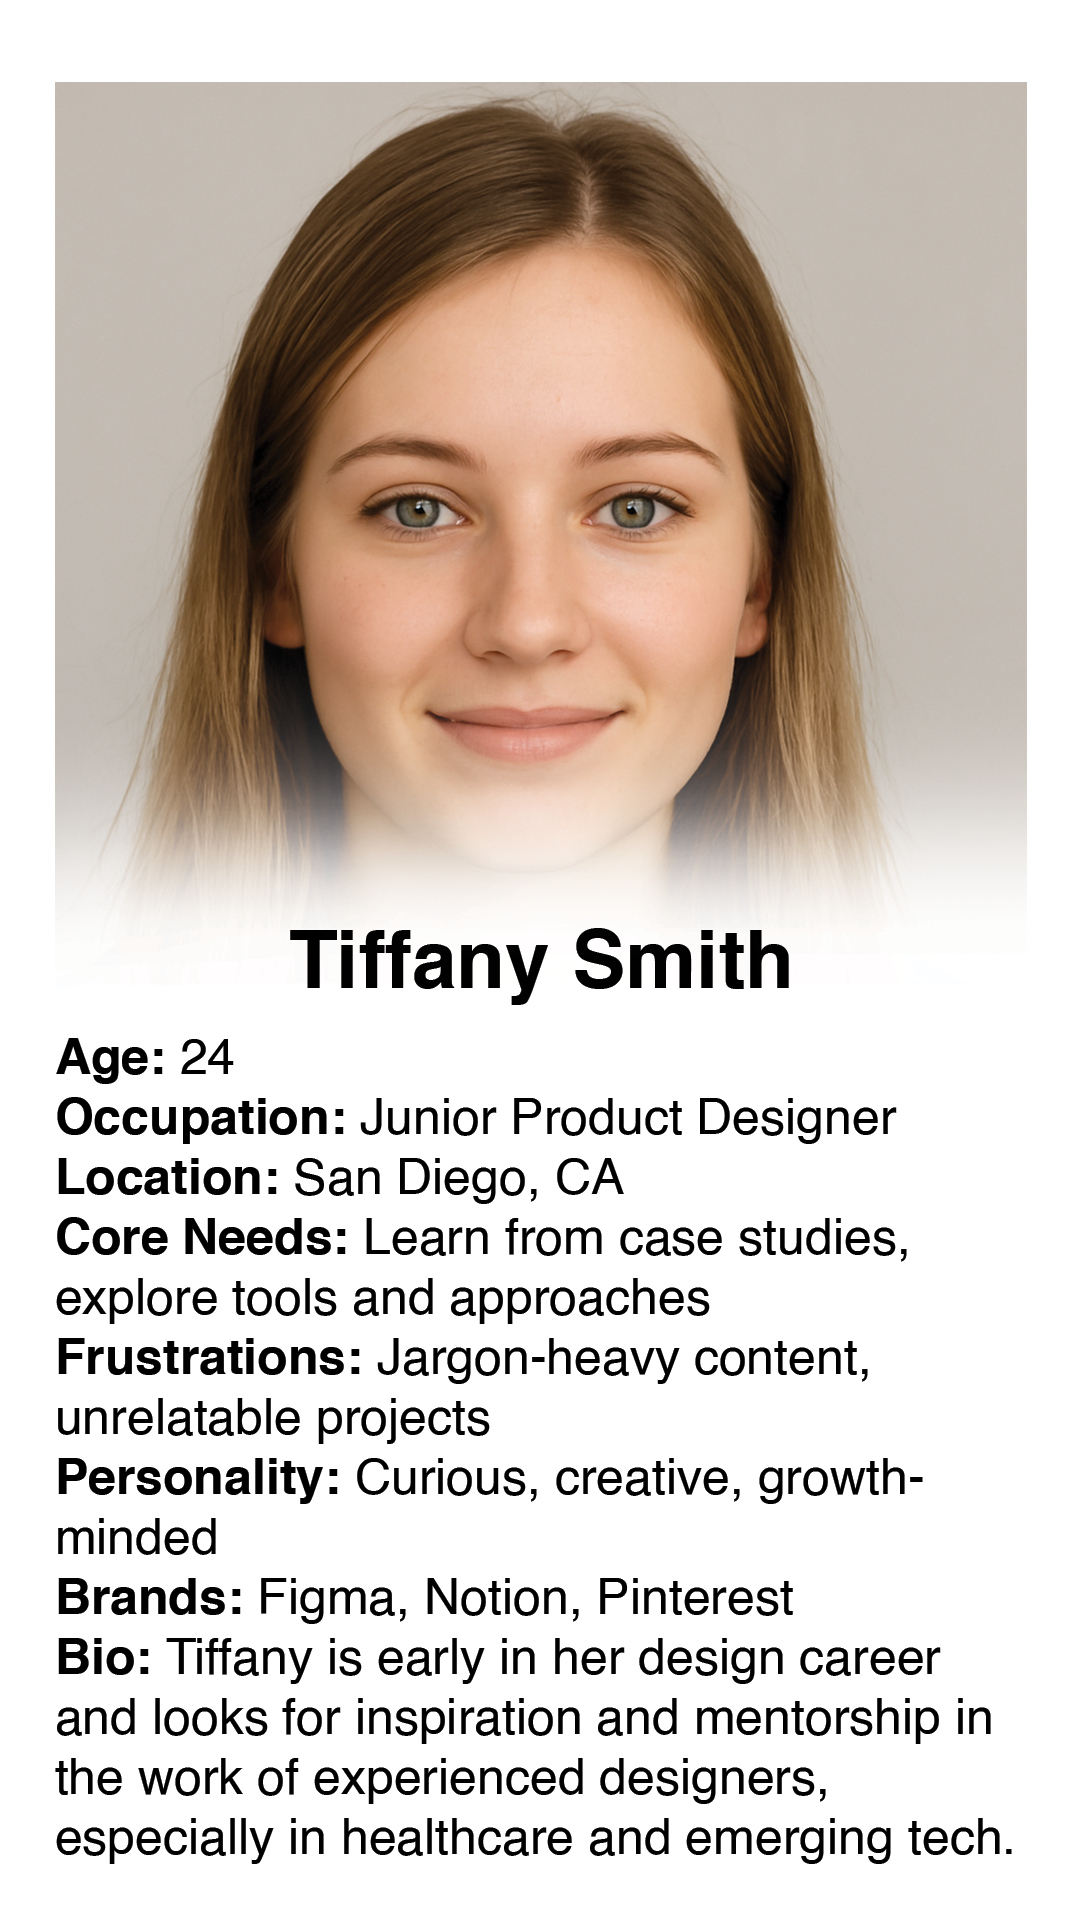 Tiffany Smith
Age: 24
Occupation: Junior Product Designer
Location: San Diego, CA
Core Needs: Learn from case studies,
explore tools and approaches
Frustrations: Jargon-heavy content,
unrelatable projects
Personality: Curious, creative, growth-
minded
Brands: Figma, Notion, Pinterest
Bio: Tiffany is early in her design career
and looks for inspiration and mentorship in
the work of experienced designers,
especially in healthcare and emerging tech.